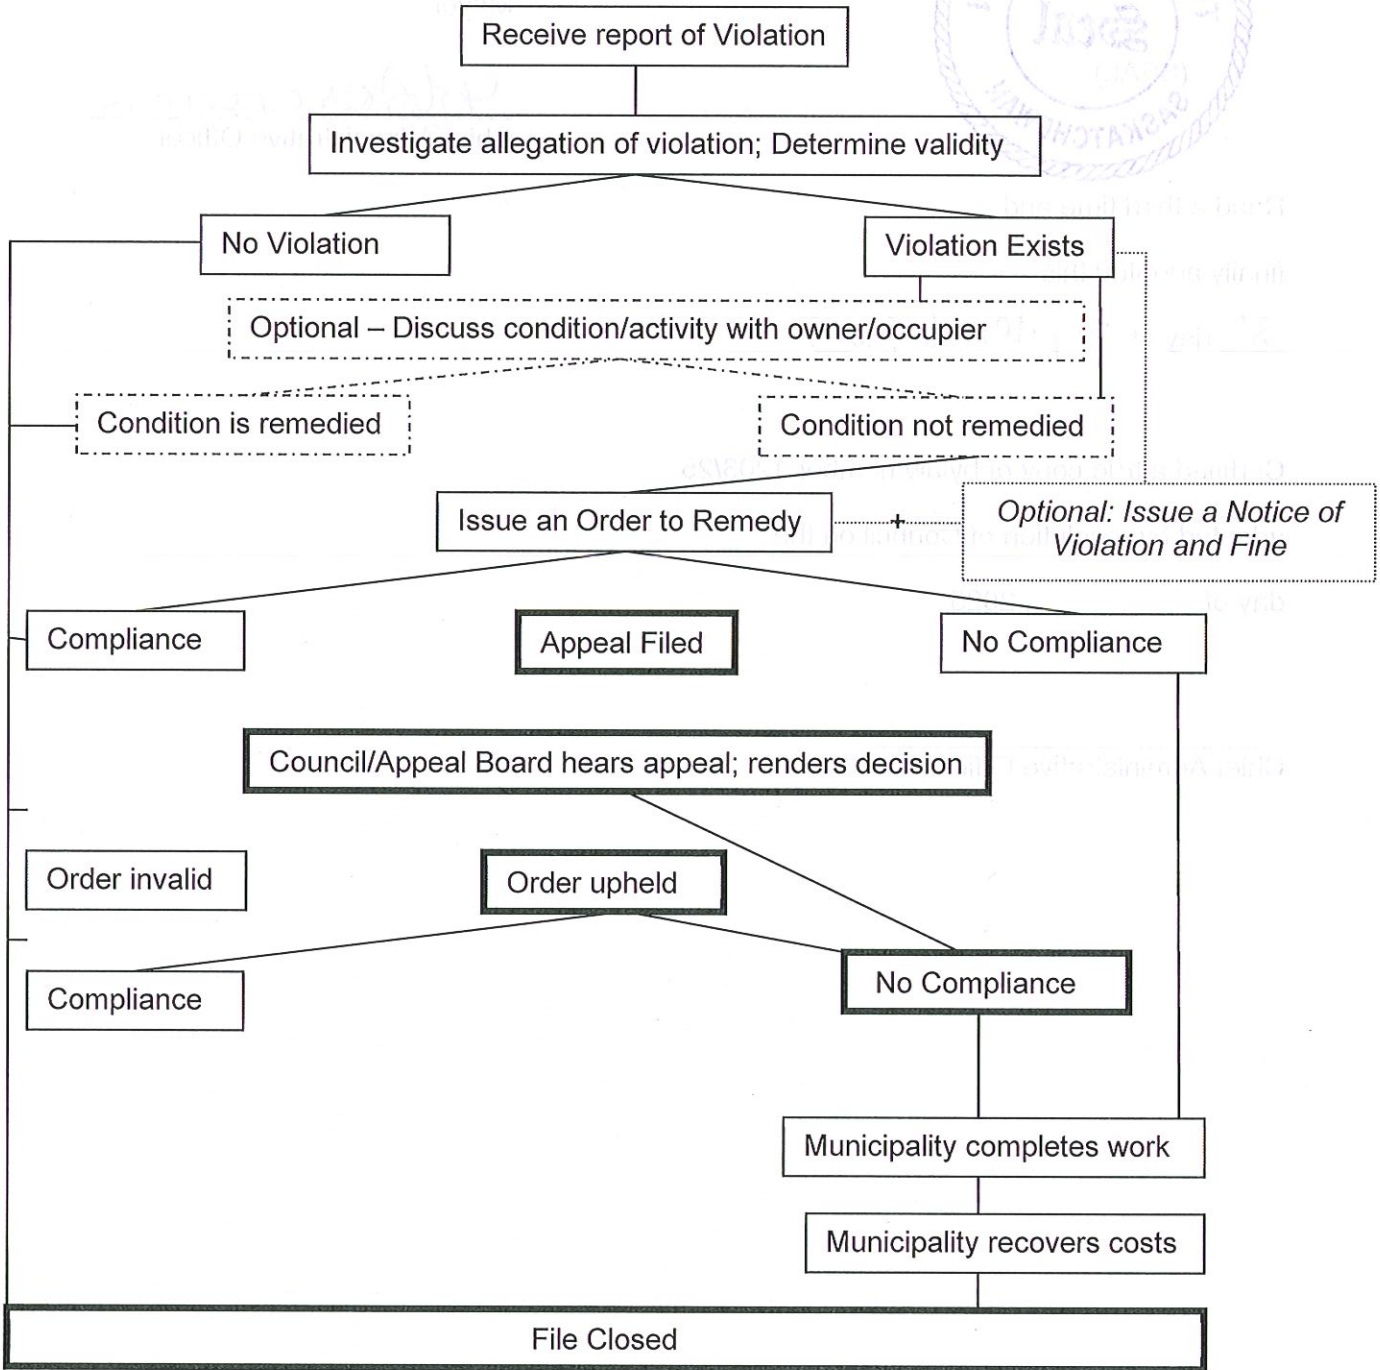 Receive report of Violation
Investigate allegation of violation; Determine validity
No Violation
Violation Exists
Optional – Discuss condition/activity with owner/occupier
Condition is remedied
Condition not remedied
Issue an Order to Remedy
+
Optional: Issue a Notice of
Violation and Fine
Compliance
Appeal Filed
No Compliance
Council/Appeal Board hears appeal; renders decision
Order invalid
Order upheld
Compliance
No Compliance
Municipality completes work
Municipality recovers costs
File Closed